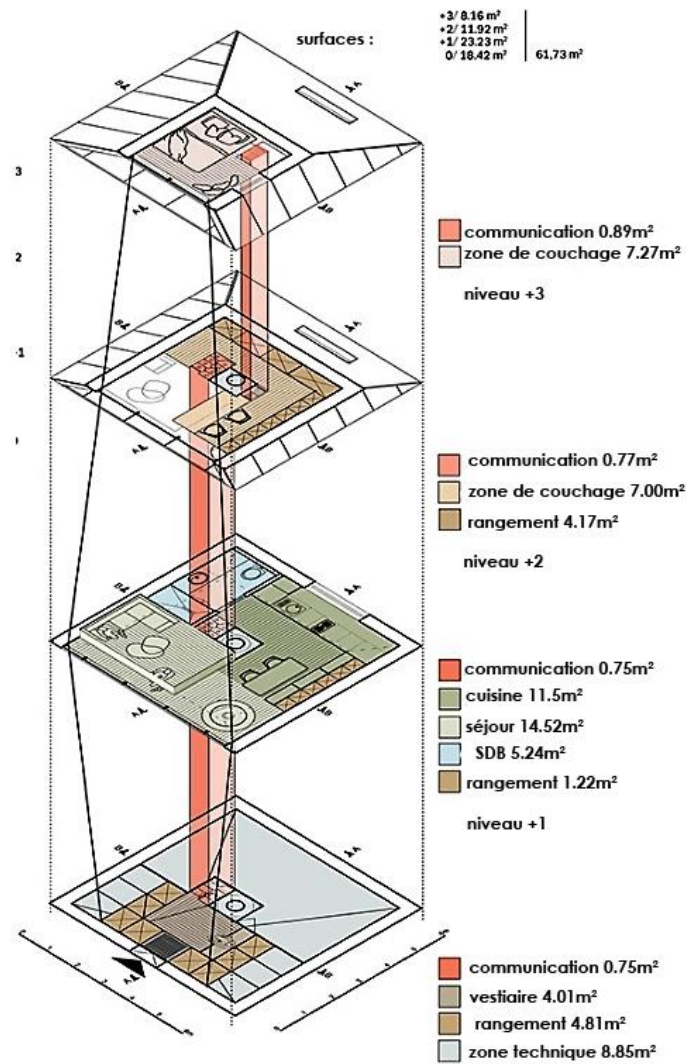 surfaces :
+3/ 8.16 m²
+2/ 11.92 m²
+1/ 23.23 m²
0/ 18.42 m²
61,73 m²
3
communication 0.89m²
zone de couchage 7.27m²
2
niveau +3
1
communication 0.77m²
zone de couchage 7.00m²
rangement 4.17m²
niveau +2
communication 0.75m²
cuisine 11.5m²
séjour 14.52m²
SDB 5.24m²
rangement 1.22m²
niveau +1
communication 0.75m²
vestiaire 4.01m²
rangement 4.81m²
zone technique 8.85m²